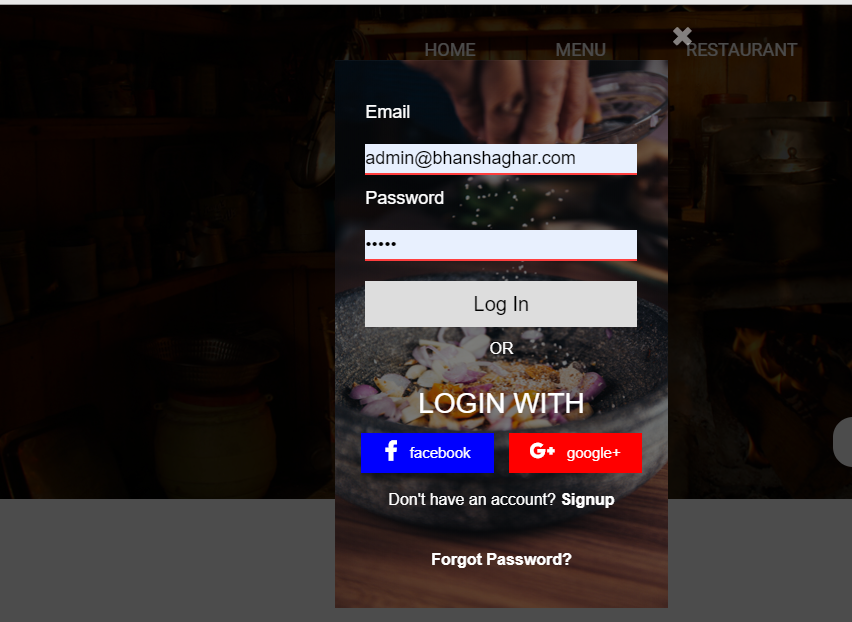 HOME MENU RESTAURANT
Email
admin@bhanshaghar.com
Password
•••••
Log In
OR
LOGIN WITH
facebook G+ google+
Don't have an account? Signup
Forgot Password?